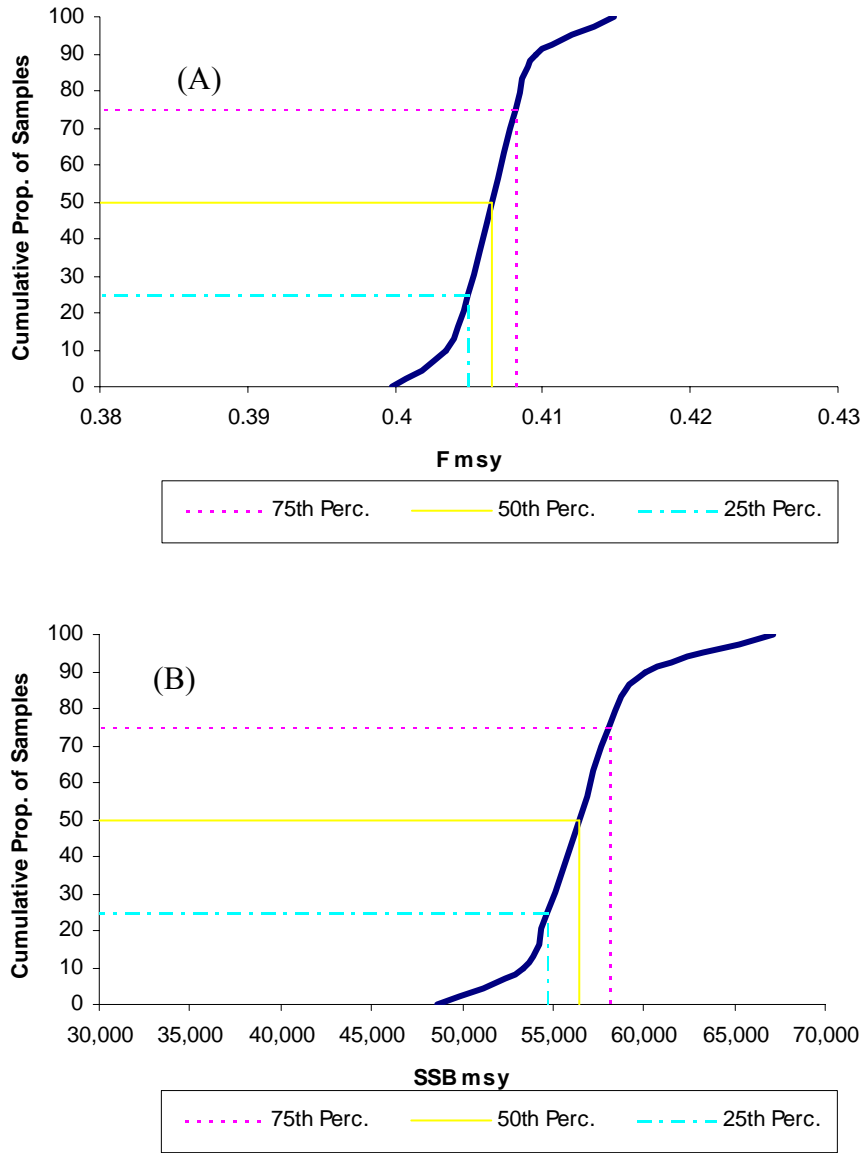 100
90
80
70
60
50
40
30
20
10
0
Cumulative Prop. of Samples
(A)
0.38 0.39 0.4 0.41 0.42 0.43
Fmsy
75th Perc. 50th Perc. 25th Perc.
100
90
80
70
60
50
40
30
20
10
0
Cumulative Prop. of Samples
(B)
30,000 35,000 40,000 45,000 50,000 55,000 60,000 65,000 70,000
SSBmsy
75th Perc. 50th Perc. 25th Perc.